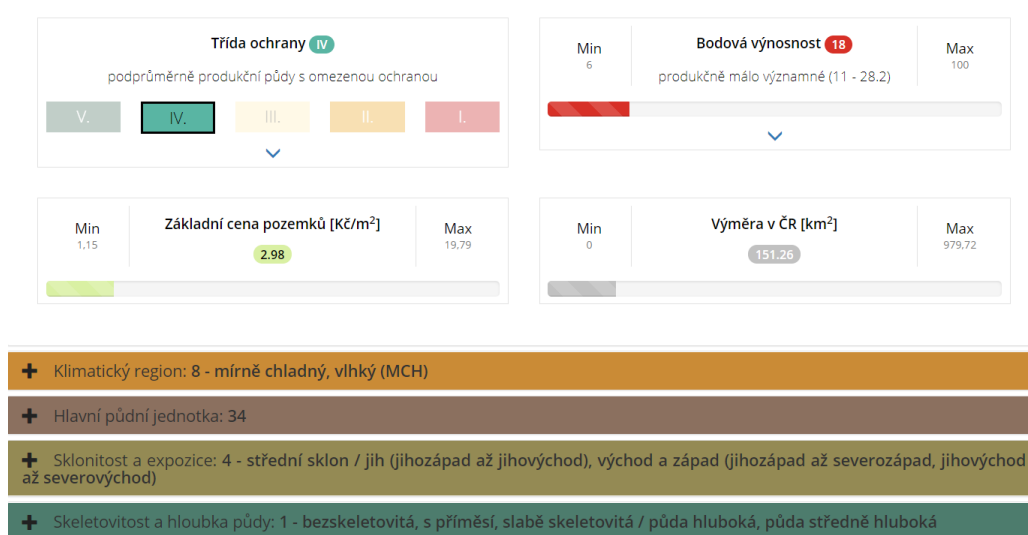 Třída ochrany IV
podprůměrně produkční půdy s omezenou ochranou
V. IV. III. II. I.
Min
6
Bodová výnosnost 18
produkčně málo významné (11 - 28.2)
Max
100
Min
1,15
Základní cena pozemků [Kč/m²]
2.98
Max
19,79
Min
0
Výměra v ČR [km²]
151.26
Max
979,72
Klimatický region: 8 - mírně chladný, vlhký (MCH)
Hlavní půdní jednotka: 34
Sklonitost a expozice: 4 - střední sklon / jih (jihozápad až jihovýchod), východ a západ (jihozápad až severozápad, jihovýchod
až severovýchod)
Skeletovitost a hloubka půdy: 1 - bezskeletovitá, s příměsí, slabě skeletovitá / půda hluboká, půda středně hluboká